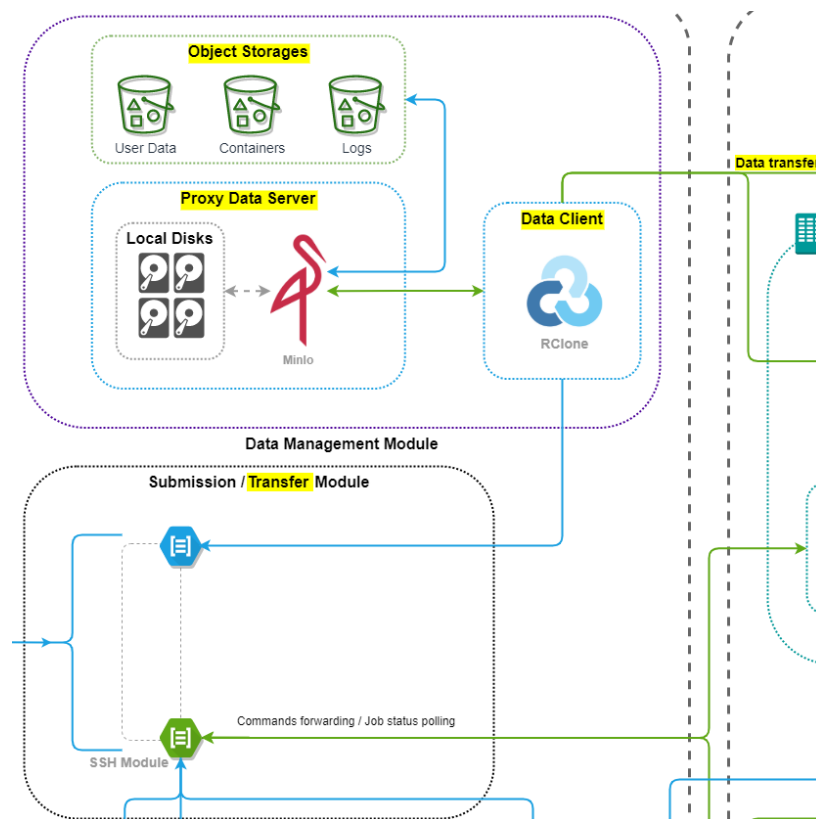 Object Storages
User Data
Containers
Logs
Proxy Data Server
Local Disks
MinIo
Data Client
RClone
Data transfer
Data Management Module
Submission / Transfer Module
Commands forwarding / Job status polling
SSH Module